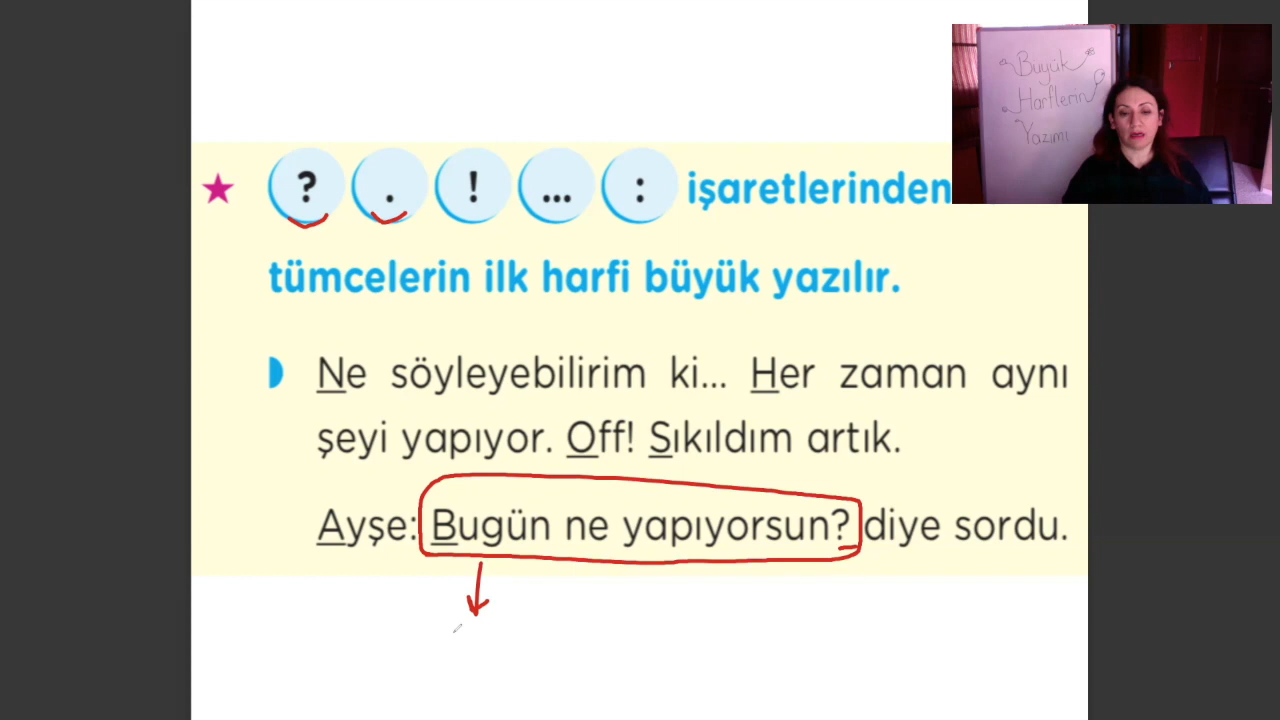 ? . ! ... : işaretlerinden
tümcelerin ilk harfi büyük yazılır.
Ne söyleyebilirim ki... Her zaman aynı
şeyi yapıyor. Off! Sıkıldım artık.
Ayşe: Bugün ne yapıyorsun? diye sordu.
Büyük
Harflerin
Yazımı